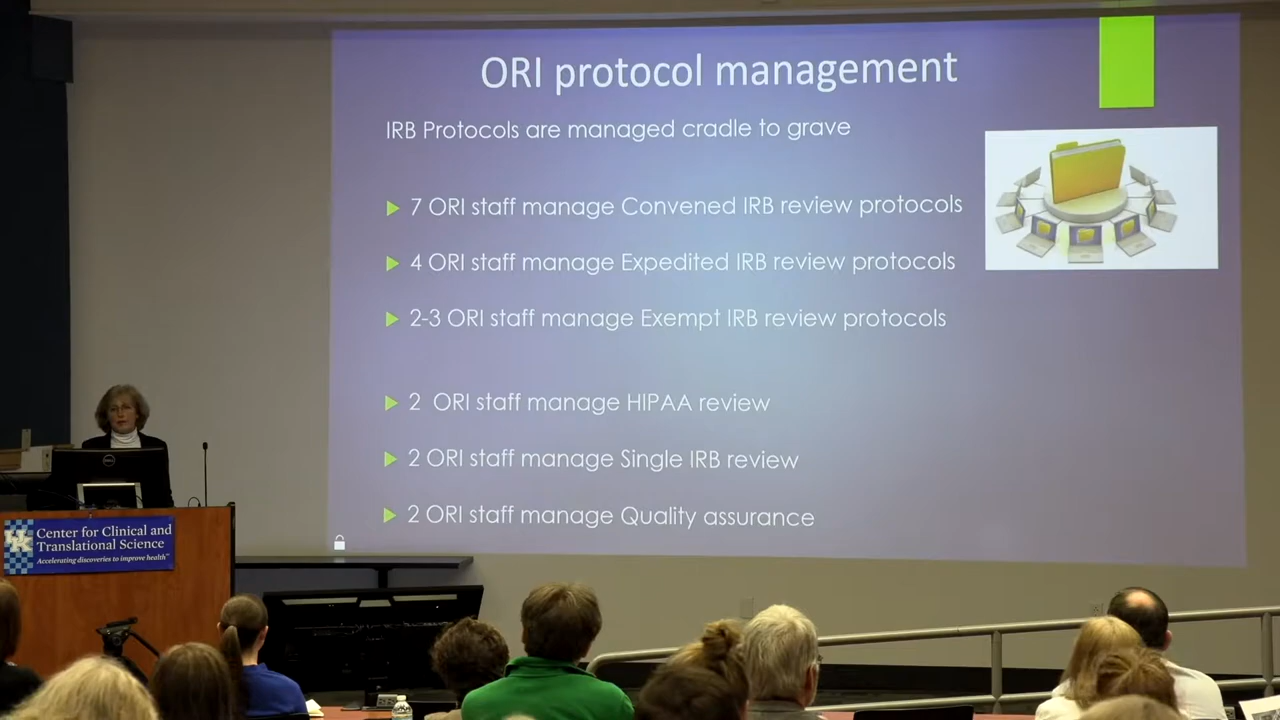 ORI protocol management
IRB Protocols are managed cradle to grave
7 ORI staff manage Convened IRB review protocols
4 ORI staff manage Expedited IRB review protocols
2-3 ORI staff manage Exempt IRB review protocols
2 ORI staff manage HIPAA review
2 ORI staff manage Single IRB review
2 ORI staff manage Quality assurance
DELL
UK
Center for Clinical and
Translational Science
Accelerating discoveries to improve health™